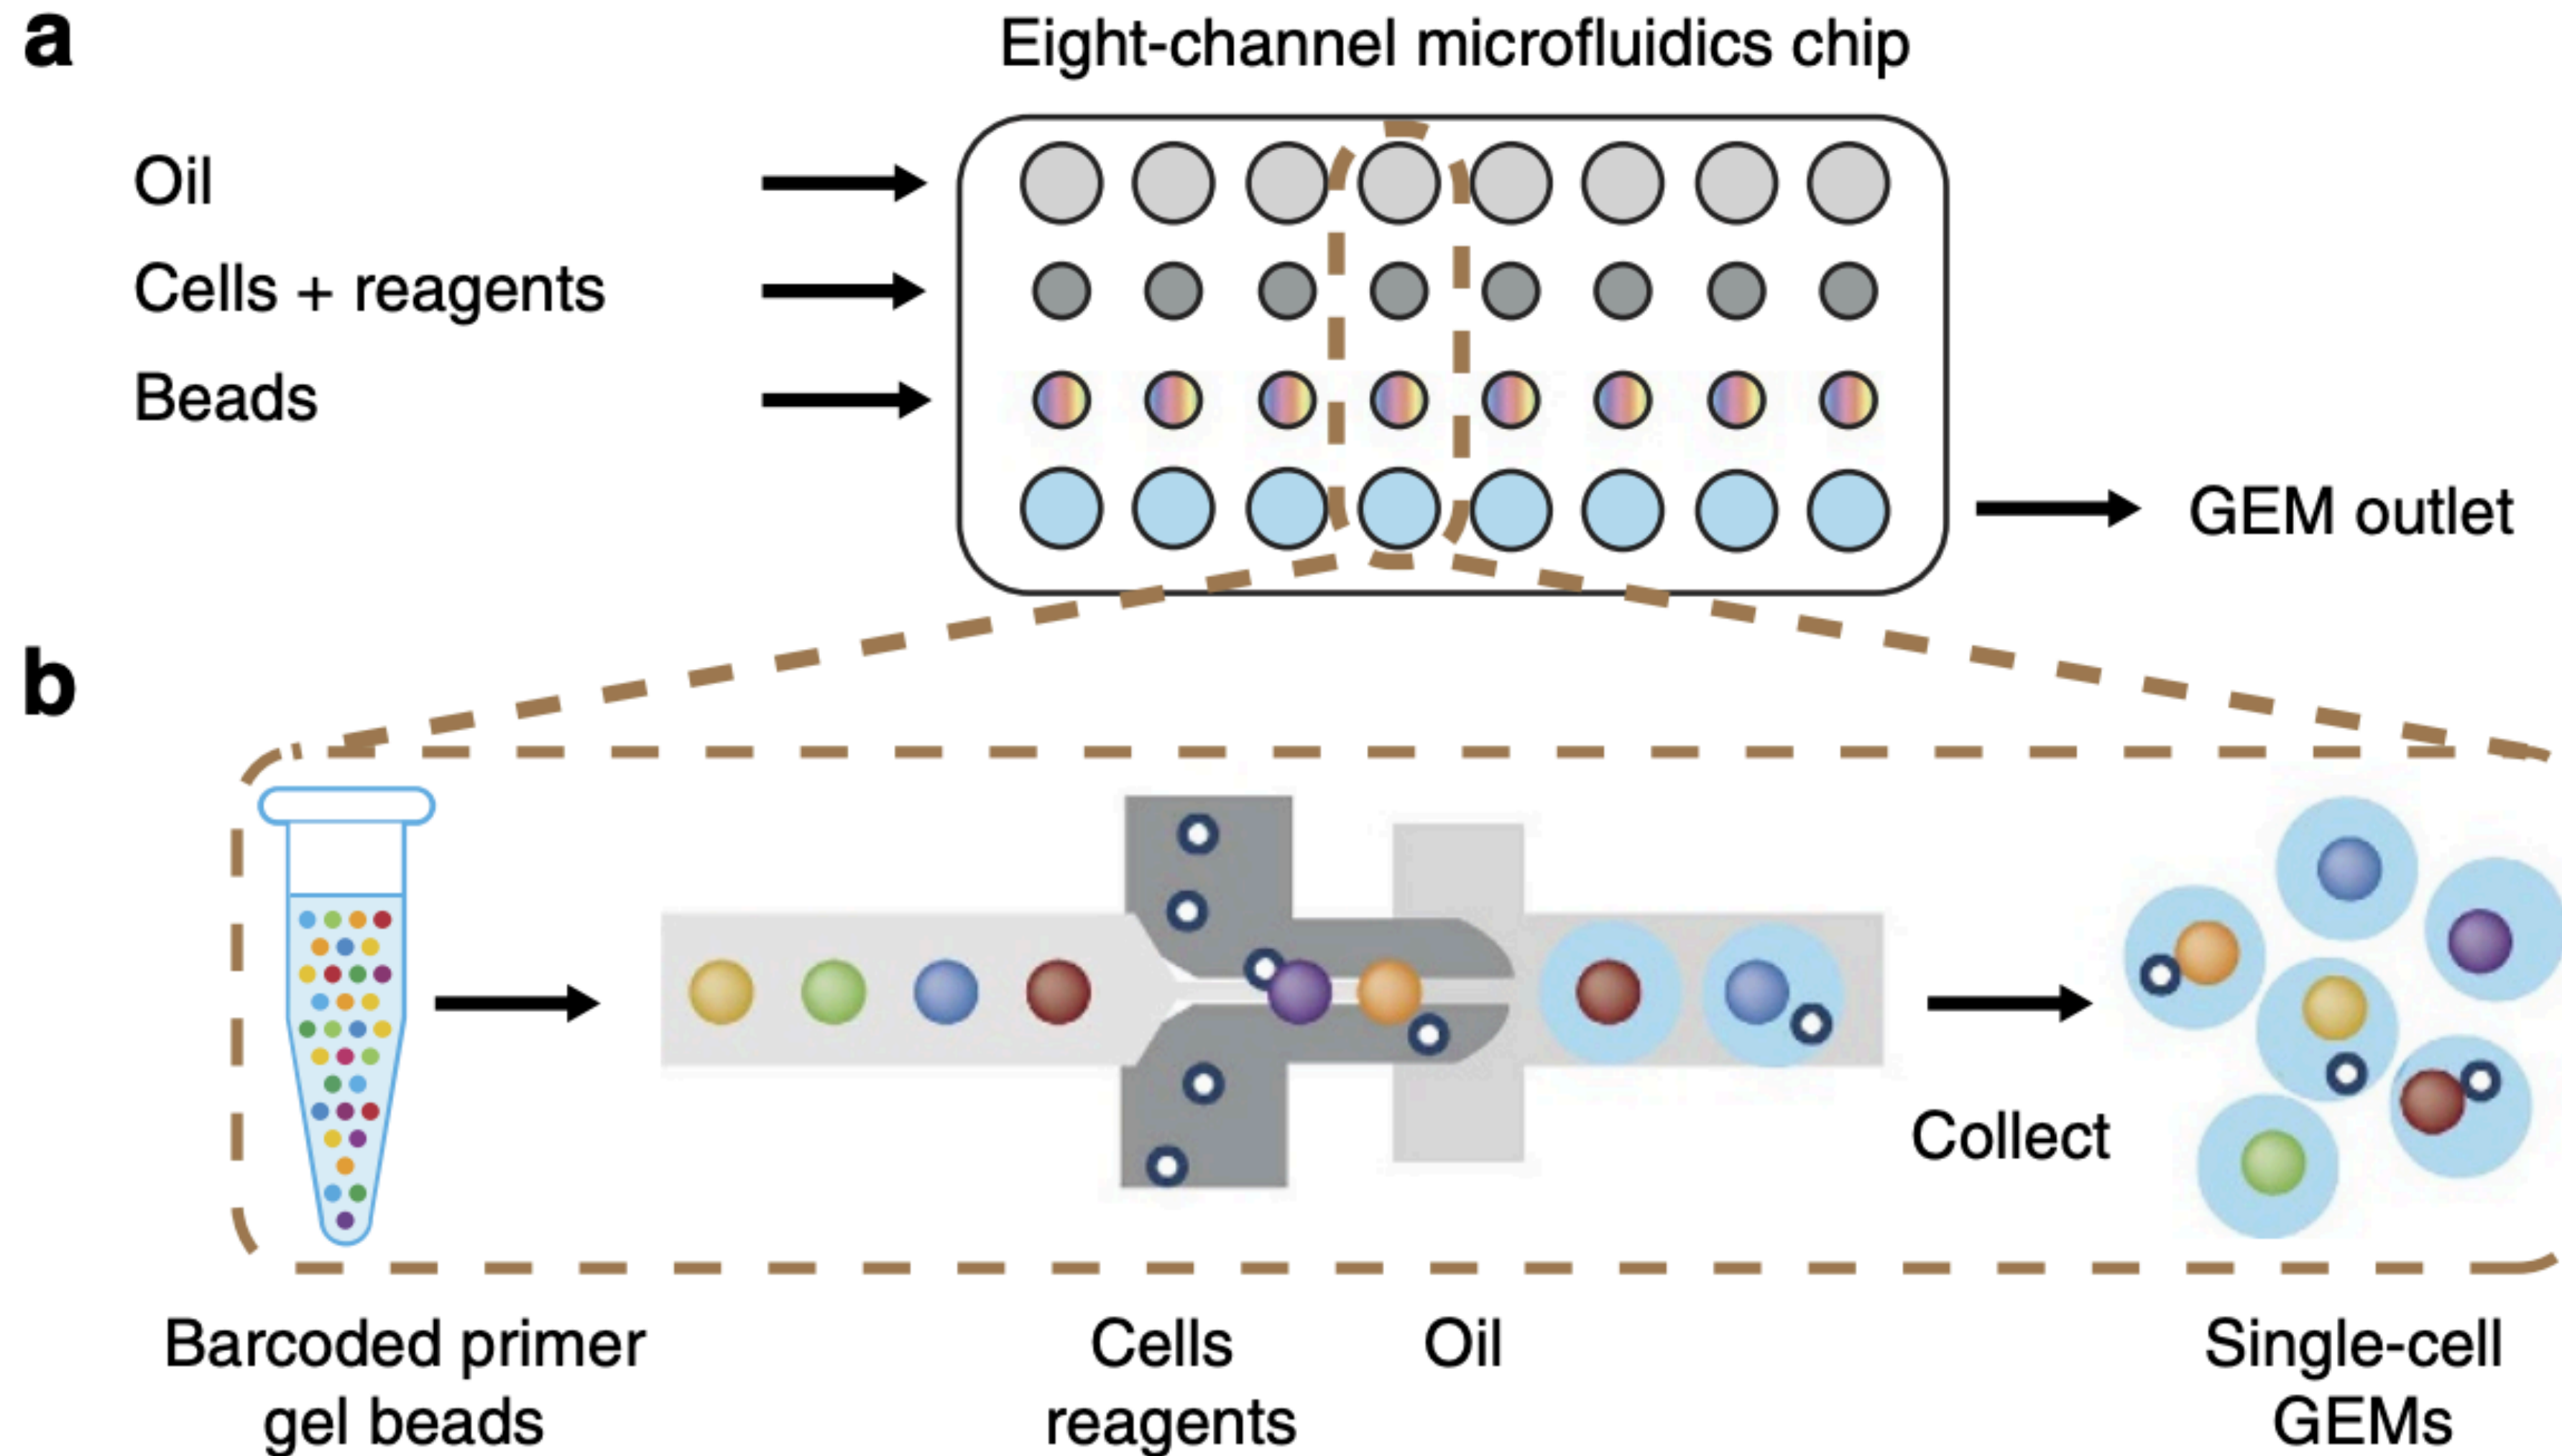 a
Eight-channel microfluidics chip
Oil
Cells + reagents
Beads
GEM outlet
b
Collect
Barcoded primer
gel beads
Cells
reagents
Oil
Single-cell
GEMs